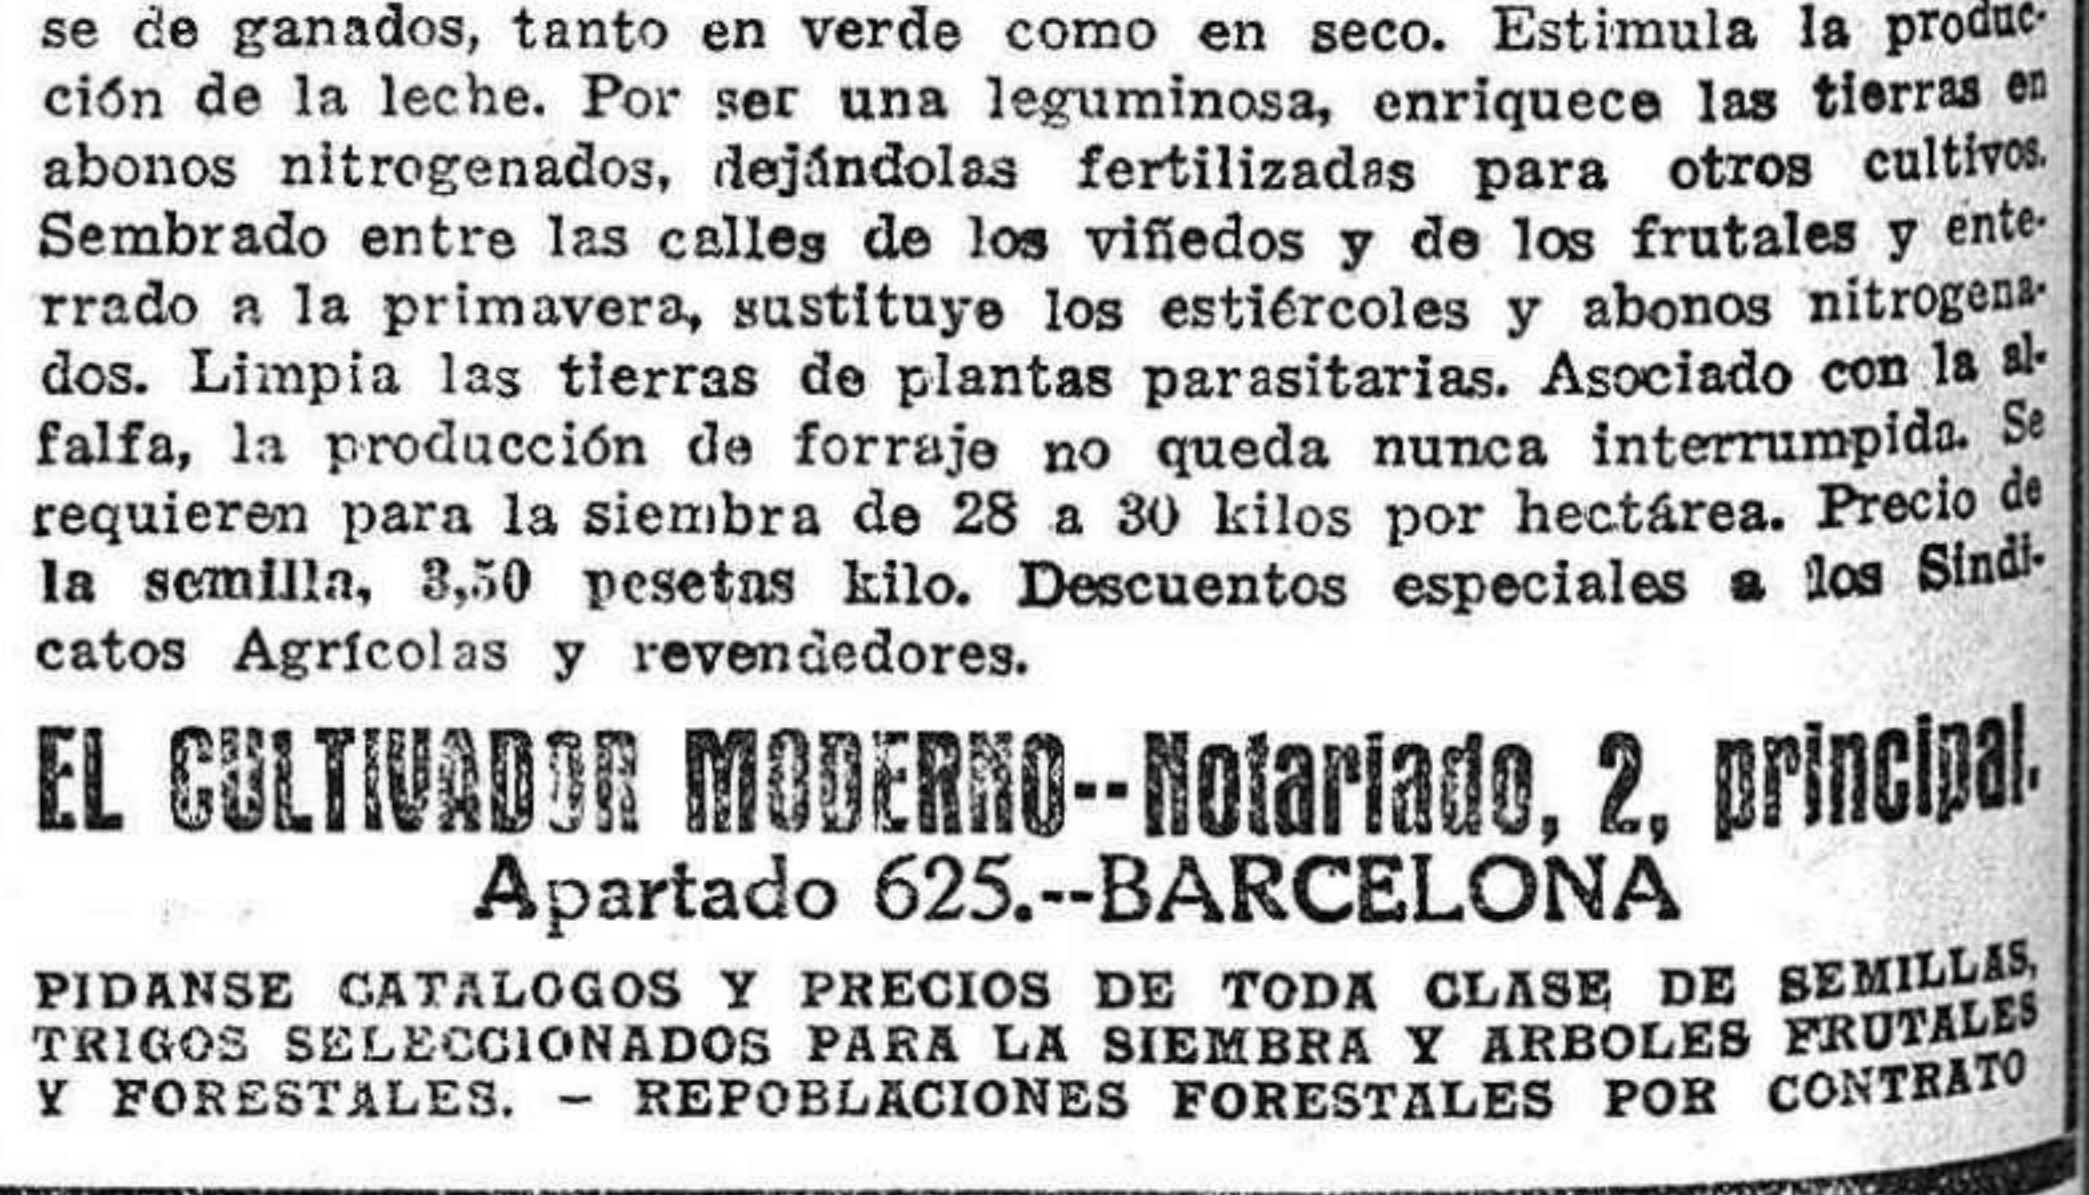 se de ganados, tanto en verde como en seco. Estimula la produc-
ción de la leche. Por ser una leguminosa, enriquece las tierras en
abonos nitrogenados, dejándolas fertilizadas para otros cultivos.
Sembrado entre las calles de los viñedos y de los frutales y ente-
rrado a la primavera, sustituye los estiércoles y abonos nitrogena-
dos. Limpia las tierras de plantas parasitarias. Asociado con la al-
falfa, la producción de forraje no queda nunca interrumpida. Se
requieren para la siembra de 28 a 30 kilos por hectárea. Precio de
la semilla, 3,50 pesetas kilo. Descuentos especiales a los Sindi-
catos Agrícolas y revendedores.
EL CULTIVADOR MODERNO--Notariado, 2, principal.
Apartado 625.--BARCELONA
PIDANSE CATALOGOS Y PRECIOS DE TODA CLASE DE SEMILLAS,
TRIGOS SELECCIONADOS PARA LA SIEMBRA Y ARBOLES FRUTALES
Y FORESTALES. - REPOBLACIONES FORESTALES POR CONTRATO